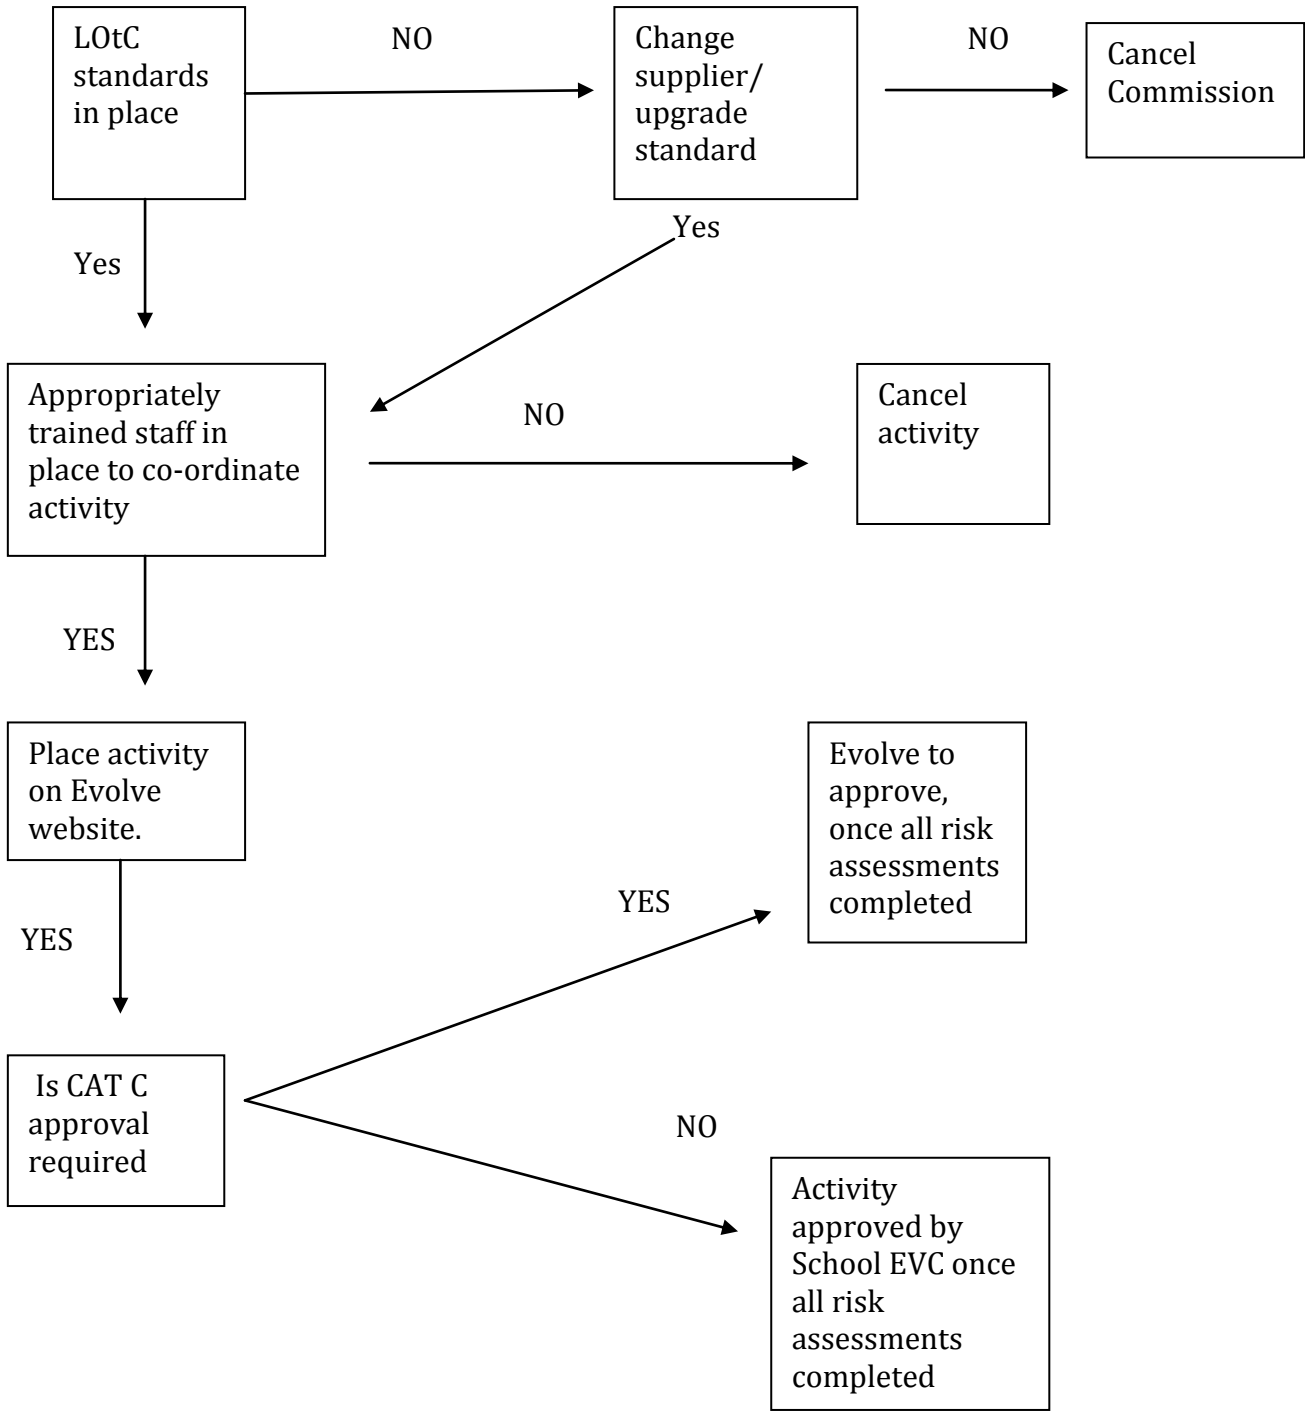 LOtC
standards
in place
NO
Change
supplier/
upgrade
standard
NO
Cancel
Commission
Yes
Yes
Appropriately
trained staff in
place to co-ordinate
activity
NO
Cancel
activity
YES
Place activity
on Evolve
website.
Evolve to
approve,
once all risk
assessments
completed
YES
YES
Is CAT C
approval
required
NO
Activity
approved by
School EVC once
all risk
assessments
completed